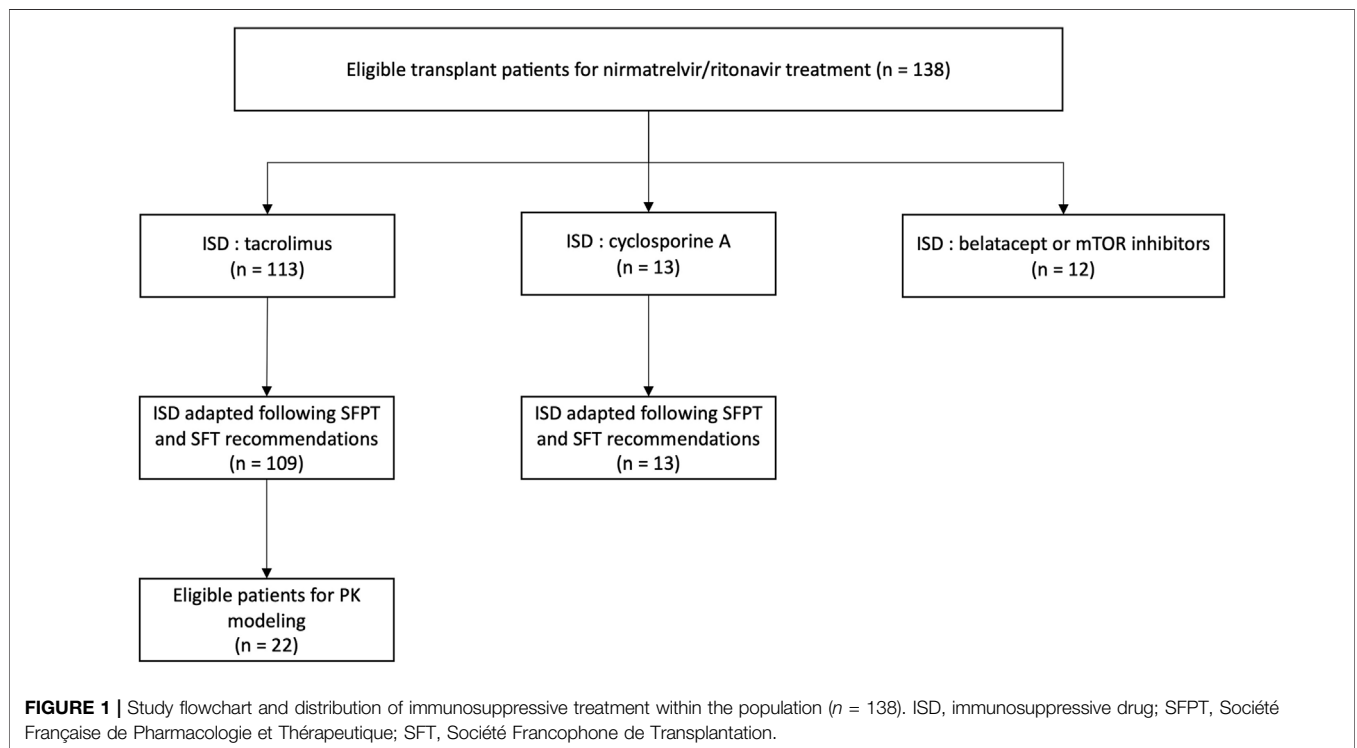 Eligible transplant patients for nirmatrelvir/ritonavir treatment (n = 138)
ISD : tacrolimus
(n = 113)
ISD : cyclosporine A
(n = 13)
ISD : belatacept or mTOR inhibitors
(n = 12)
ISD adapted following SFPT
and SFT recommendations
(n = 109)
ISD adapted following SFPT
and SFT recommendations
(n = 13)
Eligible patients for PK
modeling
(n = 22)
FIGURE 1 | Study flowchart and distribution of immunosuppressive treatment within the population (n = 138). ISD, immunosuppressive drug; SFPT, Société
Française de Pharmacologie et Thérapeutique; SFT, Société Francophone de Transplantation.